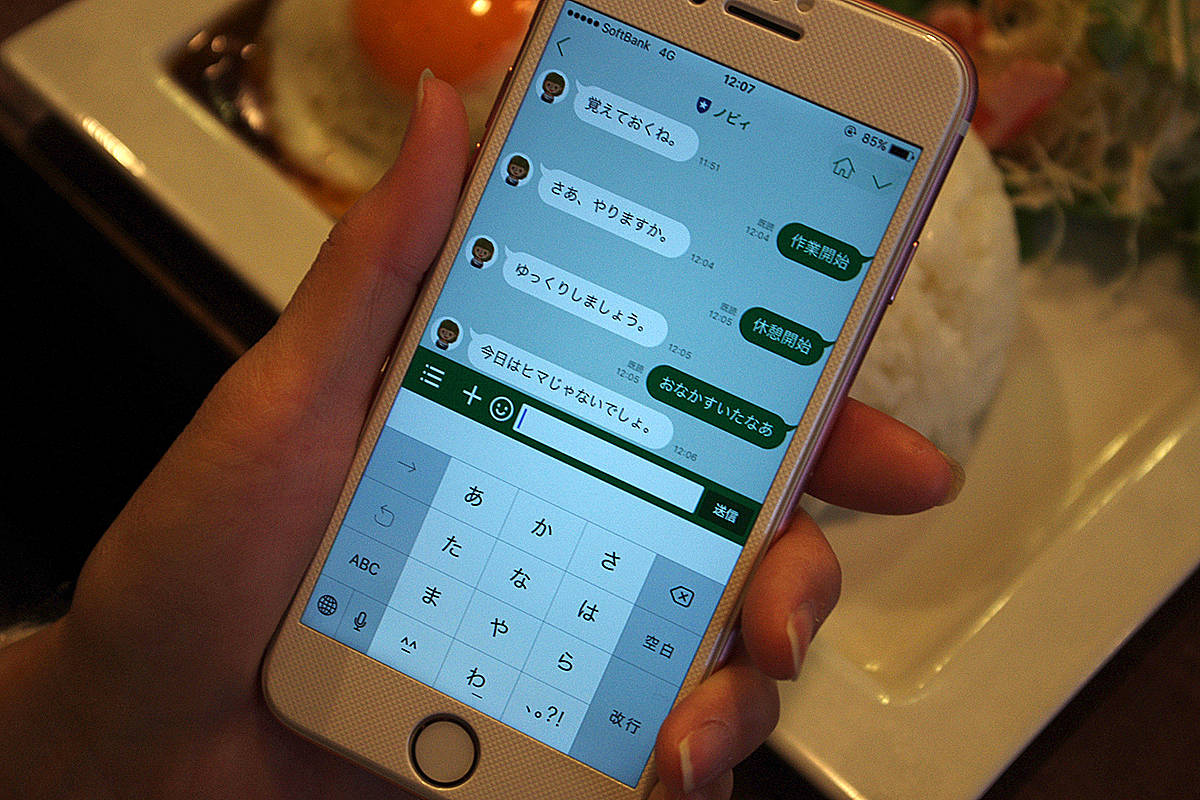 ●●●●● SoftBank 4G 12:07 85%
ノビィ
覚えておくね。
11:51
作業開始
既読
12:04
さあ、やりますか。
12:04
休憩開始
既読
12:05
ゆっくりしましょう。
12:05
おなかすいたなあ
既読
12:05
今日はヒマじゃないでしょ。
12:06
送信
→ あ か さ
た な は 空白
ABC ま や ら 改行
^^ わ 、。?!